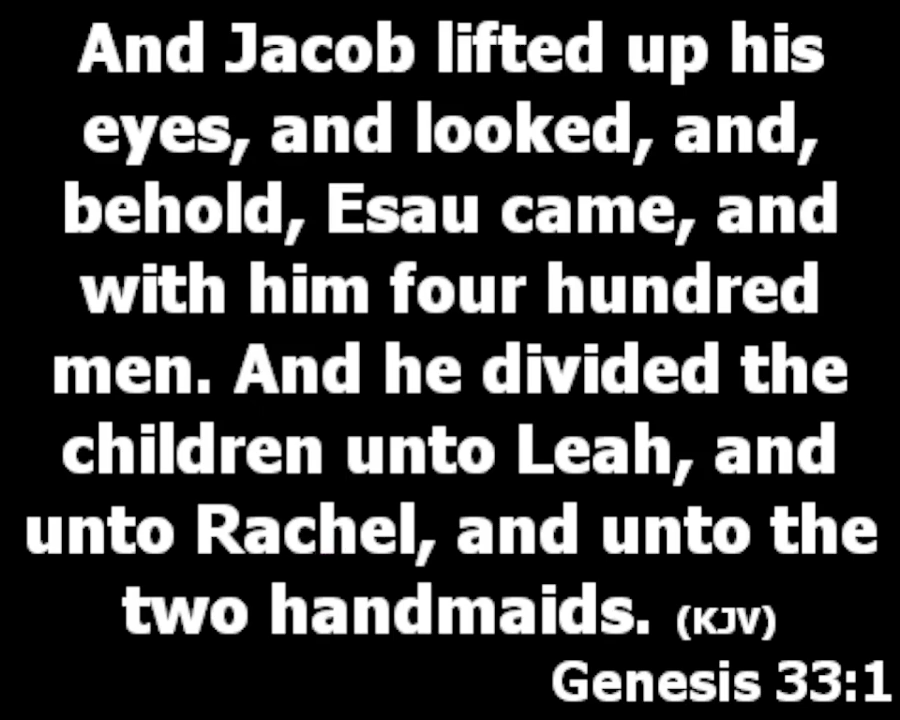 And Jacob lifted up his
eyes, and looked, and,
behold, Esau came, and
with him four hundred
men. And he divided the
children unto Leah, and
unto Rachel, and unto the
two handmaids. (KJV)
Genesis 33:1